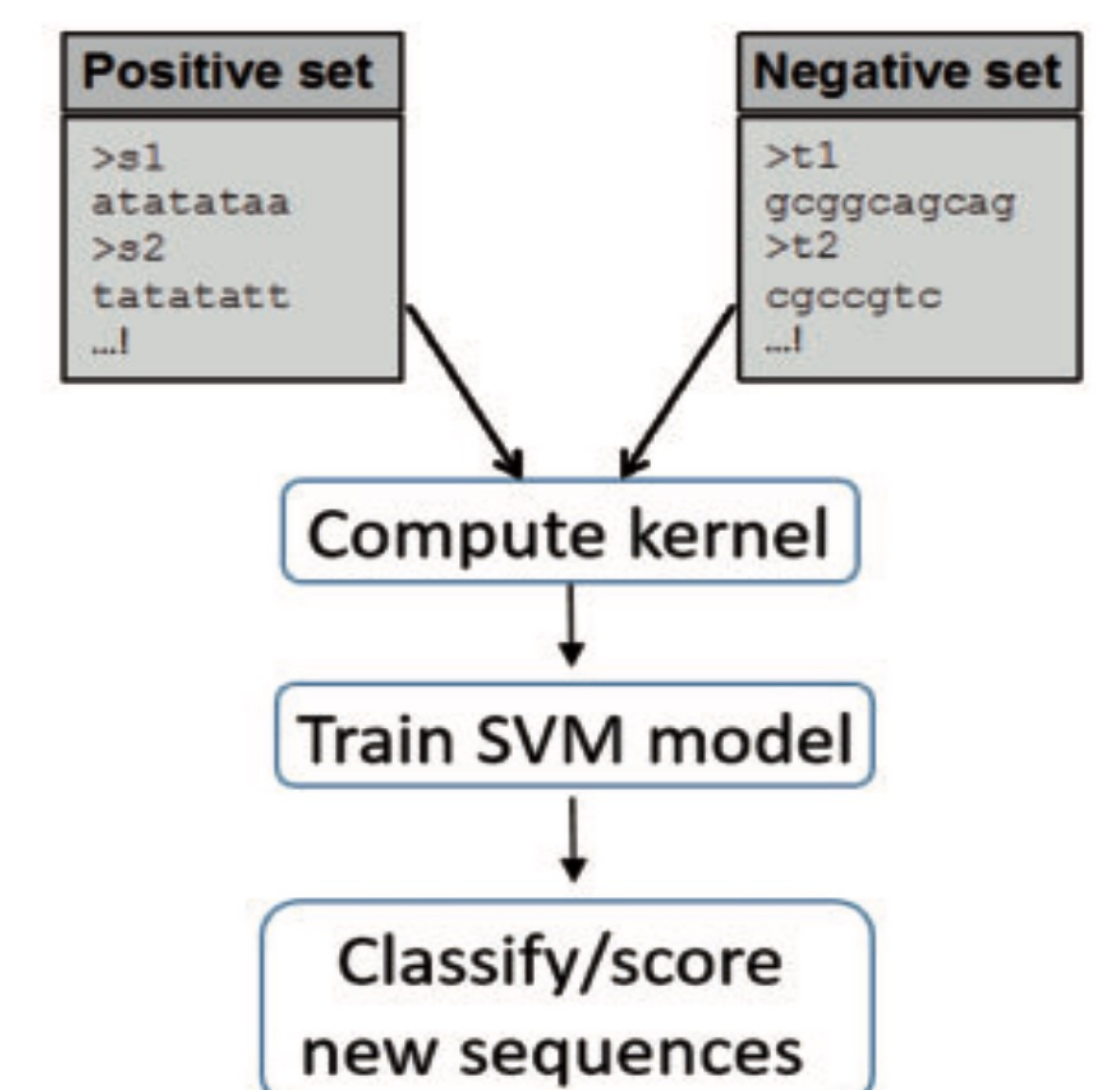 Positive set
>s1
atatataa
>s2
tatatatt
...!
Negative set
>t1
gcggcagcag
>t2
cgccgtc
...!
Compute kernel
Train SVM model
Classify/score
new sequences